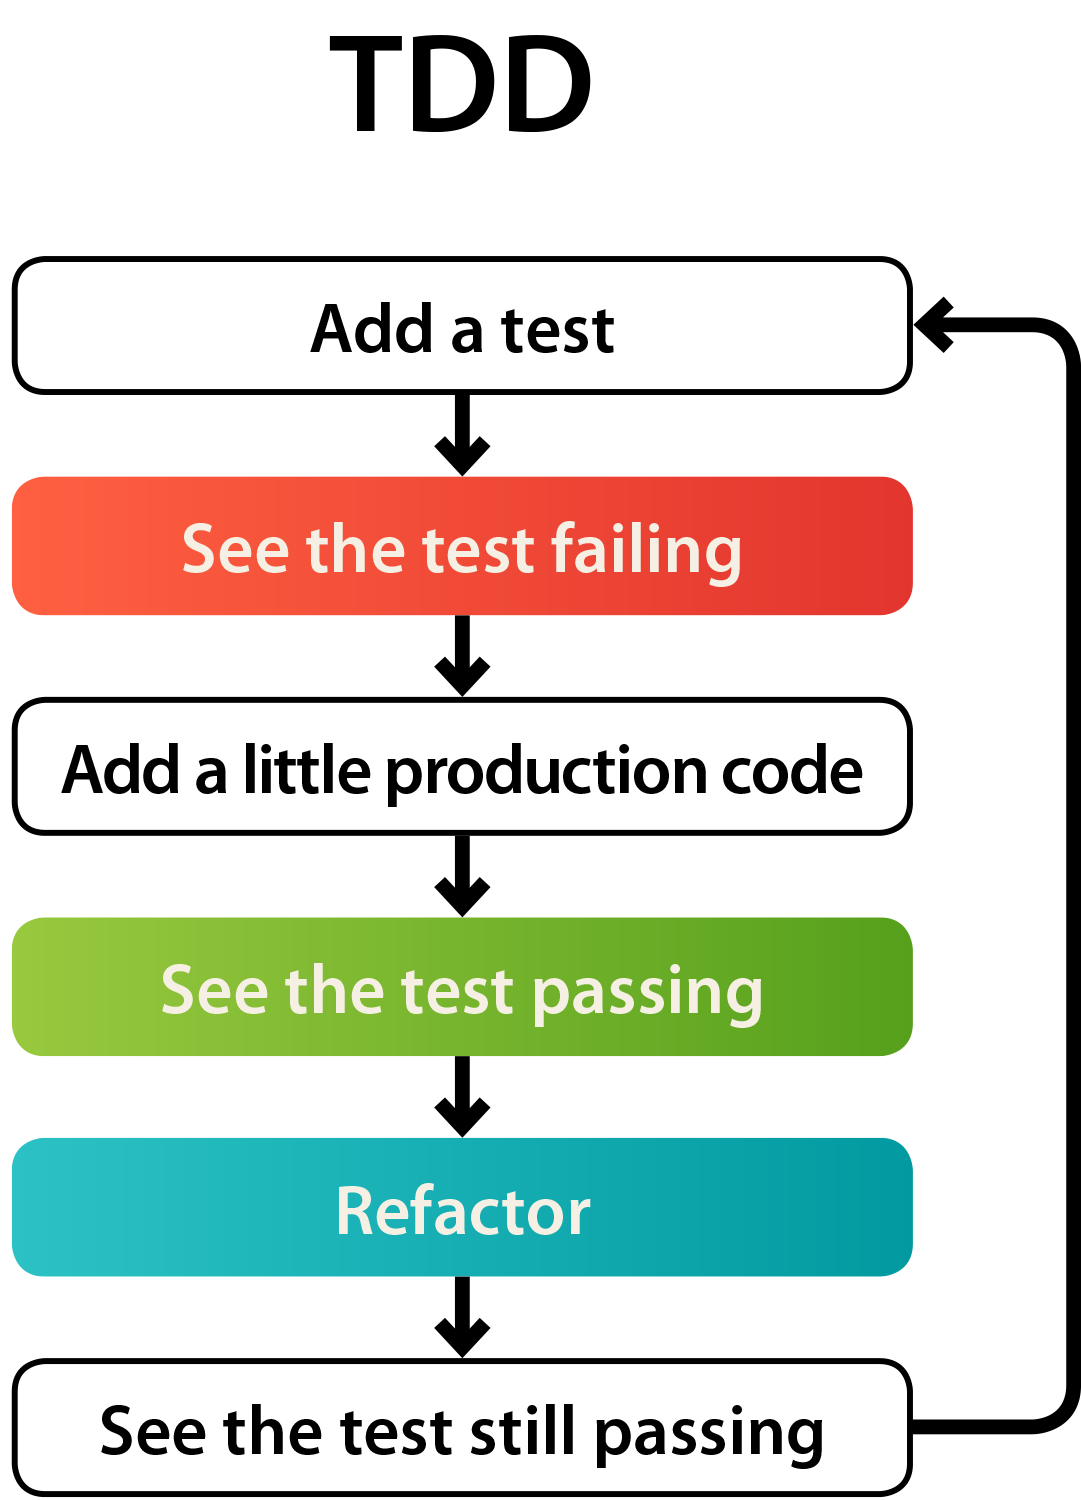 TDD
Add a test
See the test failing
Add a little production code
See the test passing
Refactor
See the test still passing